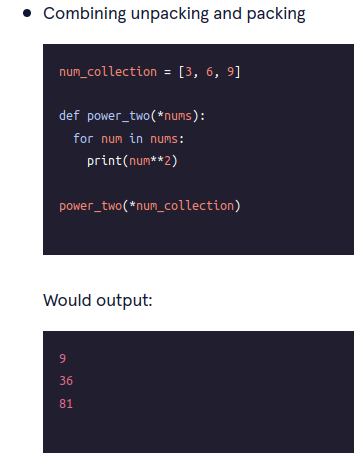 • Combining unpacking and packing
num_collection = [3, 6, 9]
def power_two(*nums):
  for num in nums:
    print(num**2)
power_two(*num_collection)
Would output:
9
36
81